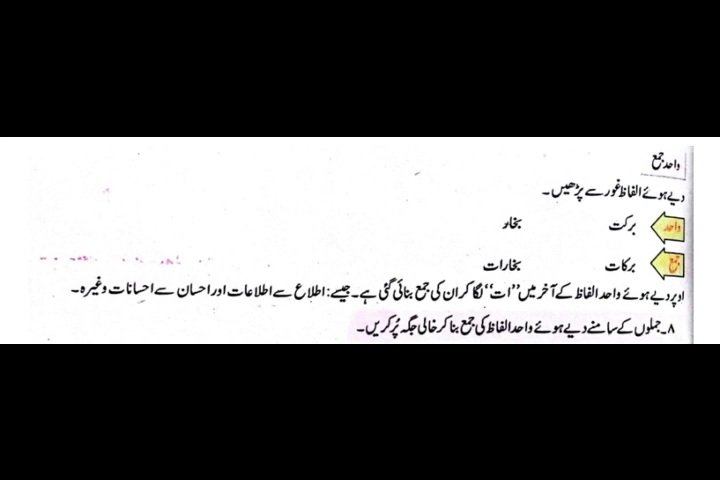 واحد جمع
دیے ہوئے الفاظ غور سے پڑھیں۔
واحد برکت بخار
جمع برکات بخارات
اوپر دیے ہوئے واحد الفاظ کے آخر میں "ات" لگا کر ان کی جمع بنائی گئی ہے۔ جیسے: اطلاع سے اطلاعات اور احسان سے احسانات وغیرہ۔
۸۔ جملوں کے سامنے دیے ہوئے واحد الفاظ کی جمع بنا کر خالی جگہ پُر کریں۔